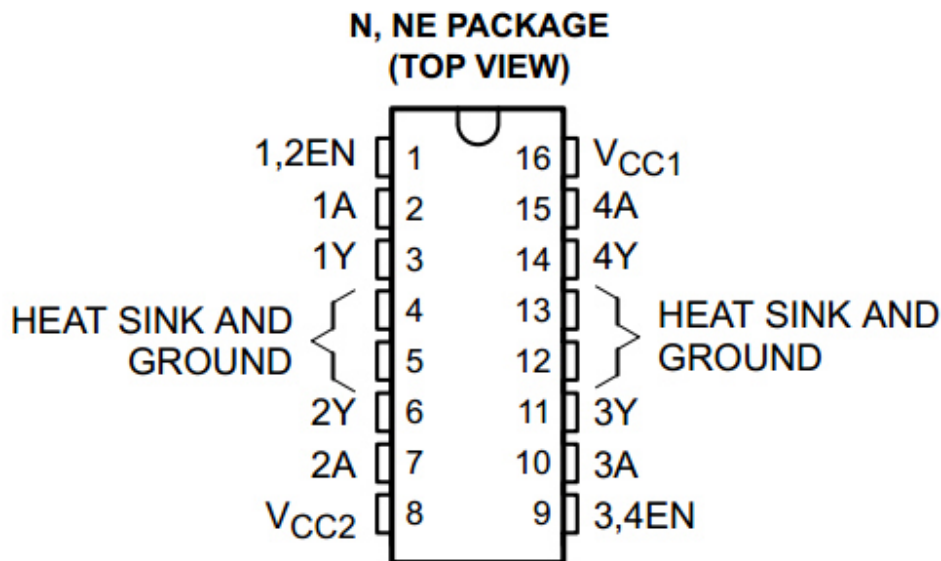 N, NE PACKAGE
(TOP VIEW)
1,2EN 1 16 VCC1
1A 2 15 4A
1Y 3 14 4Y
HEAT SINK AND GROUND 4 13 HEAT SINK AND GROUND
5 12
2Y 6 11 3Y
2A 7 10 3A
VCC2 8 9 3,4EN